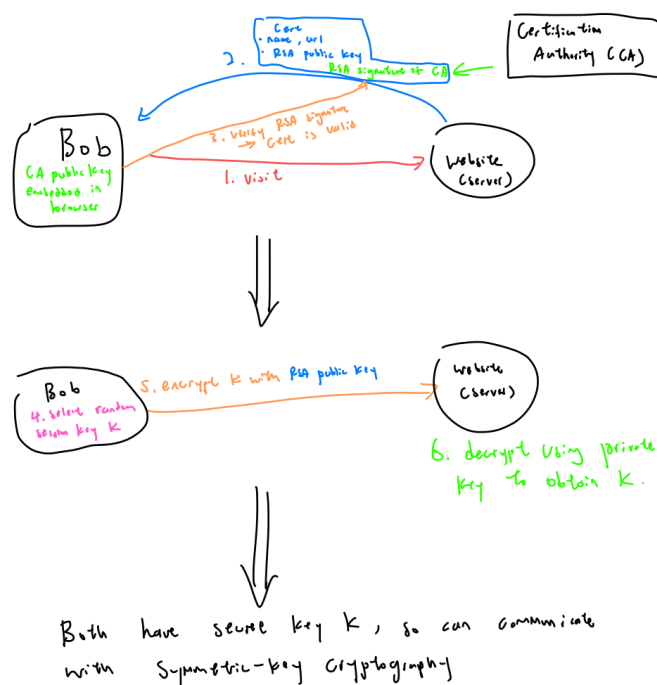 Cert
• name, url
• RSA public key
RSA signature of CA
Certification
Authority (CA)
2.
Bob
CA public key
embedded in
browser
3. verify RSA signature
→ Cert is valid
1. Visit
Website
(server)
Bob
4. select random
session key K
5. encrypt K with RSA public key
Website
(server)
6. decrypt using private
key to obtain K.
Both have secret key K, so can communicate
with symmetric-key cryptography